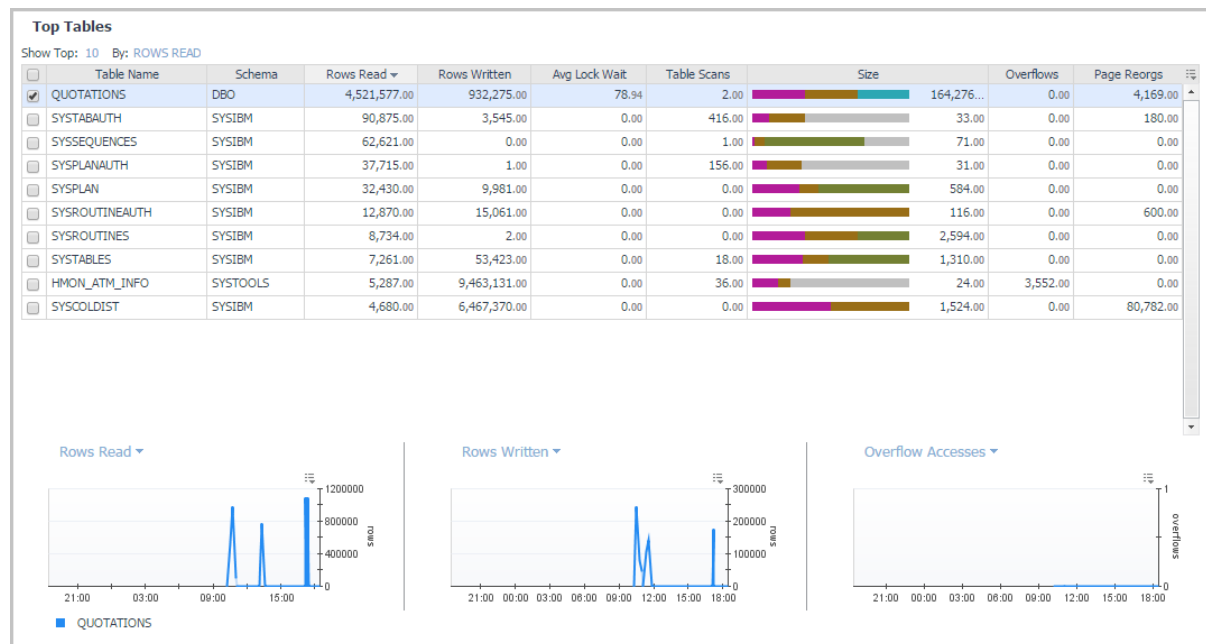 Top Tables
Show Top: 10 By: ROWS READ
Table Name Schema Rows Read Rows Written Avg Lock Wait Table Scans Size Overflows Page Reorgs
QUOTATIONS DBO 4,521,577.00 932,275.00 78.94 2.00 164,276... 0.00 4,169.00
SYSTABAUTH SYSIBM 90,875.00 3,545.00 0.00 416.00 33.00 0.00 180.00
SYSSEQUENCES SYSIBM 62,621.00 0.00 0.00 1.00 71.00 0.00 0.00
SYSPLANAUTH SYSIBM 37,715.00 1.00 0.00 156.00 31.00 0.00 0.00
SYSPLAN SYSIBM 32,430.00 9,981.00 0.00 0.00 584.00 0.00 0.00
SYSROUTINEAUTH SYSIBM 12,870.00 15,061.00 0.00 0.00 116.00 0.00 600.00
SYSROUTINES SYSIBM 8,734.00 2.00 0.00 0.00 2,594.00 0.00 0.00
SYSTABLES SYSIBM 7,261.00 53,423.00 0.00 18.00 1,310.00 0.00 0.00
HMON_ATM_INFO SYSTOOLS 5,287.00 9,463,131.00 0.00 36.00 24.00 3,552.00 0.00
SYSCOLDIST SYSIBM 4,680.00 6,467,370.00 0.00 0.00 1,524.00 0.00 80,782.00
Rows Read
1200000
800000
400000
0
rows
21:00 03:00 09:00 15:00
QUOTATIONS
Rows Written
300000
200000
100000
0
rows
21:00 00:00 03:00 06:00 09:00 12:00 15:00 18:00
Overflow Accesses
1
0
overflows
21:00 00:00 03:00 06:00 09:00 12:00 15:00 18:00